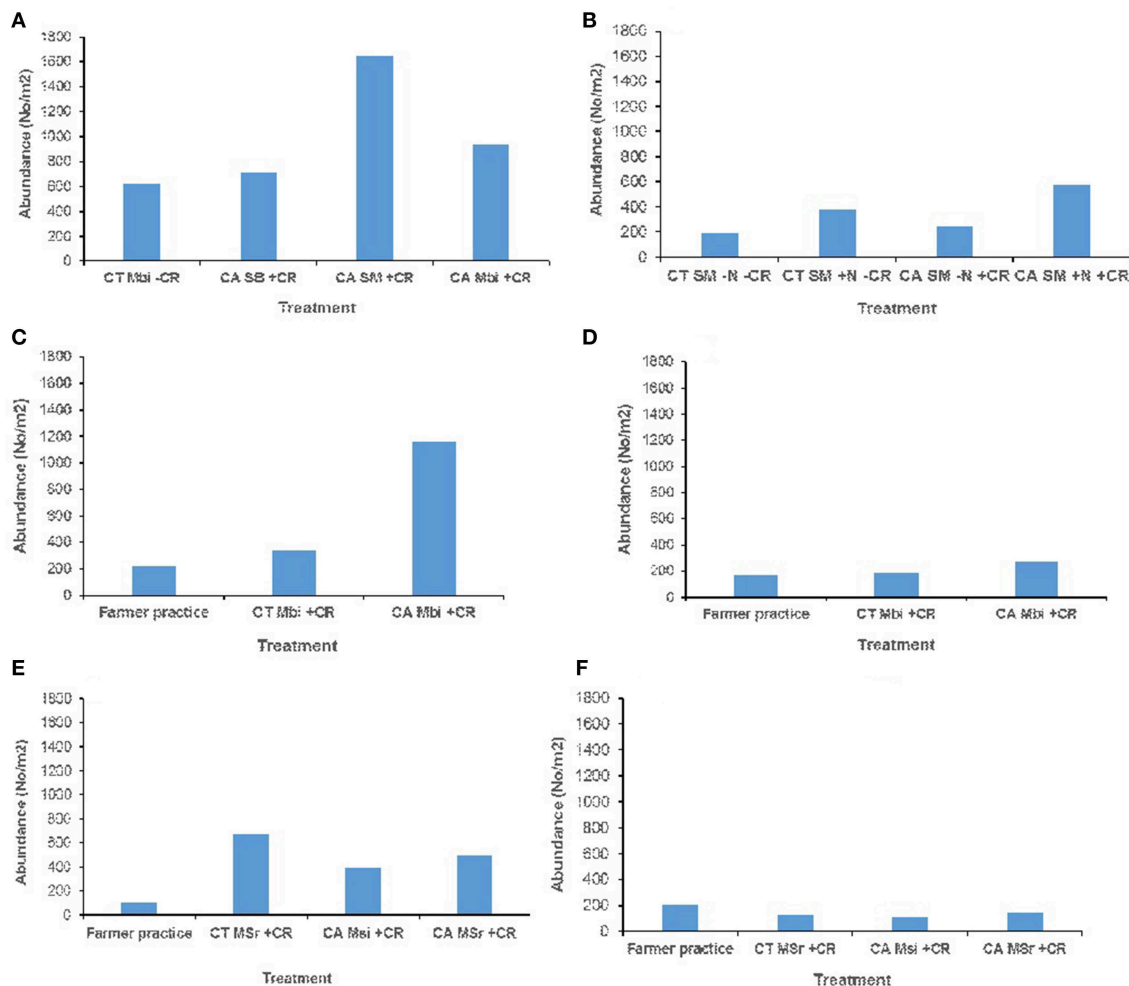 A
Abundance (No/m2)
1800
1600
1400
1200
1000
800
600
400
200
0
CT Mbi -CR
CA SB +CR
CA SM +CR
CA Mbi +CR
Treatment
B
Abundance (No/m2)
1800
1600
1400
1200
1000
800
600
400
200
0
CT SM -N -CR
CT SM +N -CR
CA SM -N +CR
CA SM +N +CR
Treatment
C
Abundance (No/m2)
1800
1600
1400
1200
1000
800
600
400
200
0
Farmer practice
CT Mbi +CR
CA Mbi +CR
Treatment
D
Abundance (No/m2)
1800
1600
1400
1200
1000
800
600
400
200
0
Farmer practice
CT Mbi +CR
CA Mbi +CR
Treatment
E
Abundance (No/m2)
1800
1600
1400
1200
1000
800
600
400
200
0
Farmer practice
CT MSr +CR
CA Msi +CR
CA MSr +CR
Treatment
F
Abundance (No/m2)
1800
1600
1400
1200
1000
800
600
400
200
0
Farmer practice
CT MSr +CR
CA Msi +CR
CA MSr +CR
Treatment